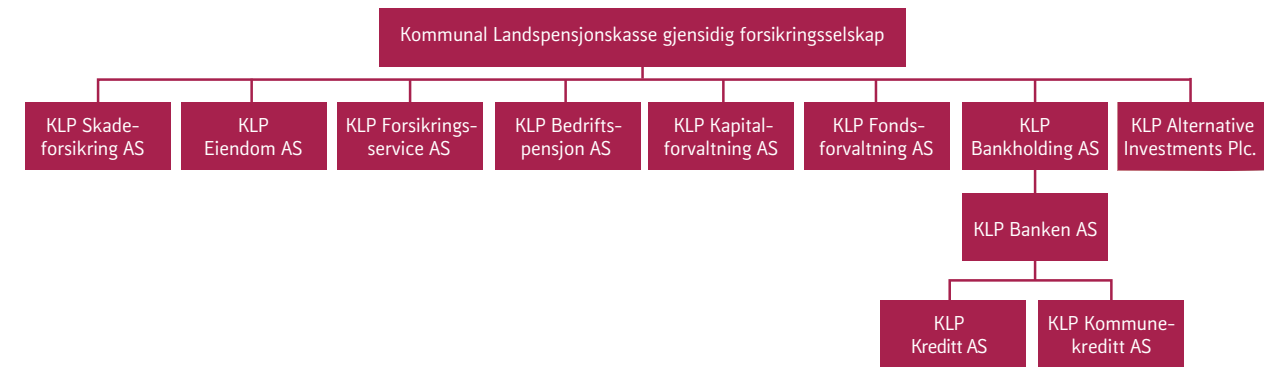 Kommunal Landspensjonskasse gjensidig forsikringsselskap
KLP Skade-
forsikring AS
KLP
Eiendom AS
KLP Forsikrings-
service AS
KLP Bedrifts-
pensjon AS
KLP Kapital-
forvaltning AS
KLP Fonds-
forvaltning AS
KLP
Bankholding AS
KLP Alternative
Investments Plc.
KLP Banken AS
KLP
Kreditt AS
KLP Kommune-
kreditt AS